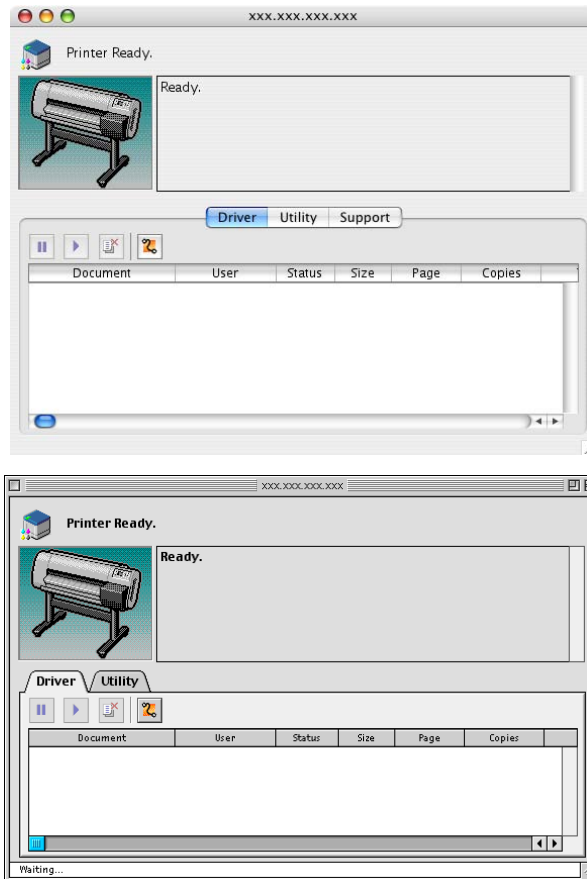 xxx.xxx.xxx.xxx
Printer Ready.
Ready.
Driver Utility Support
Document User Status Size Page Copies
xxx.xxx.xxx.xxx
Printer Ready.
Ready.
Driver Utility
Document User Status Size Page Copies
Waiting...